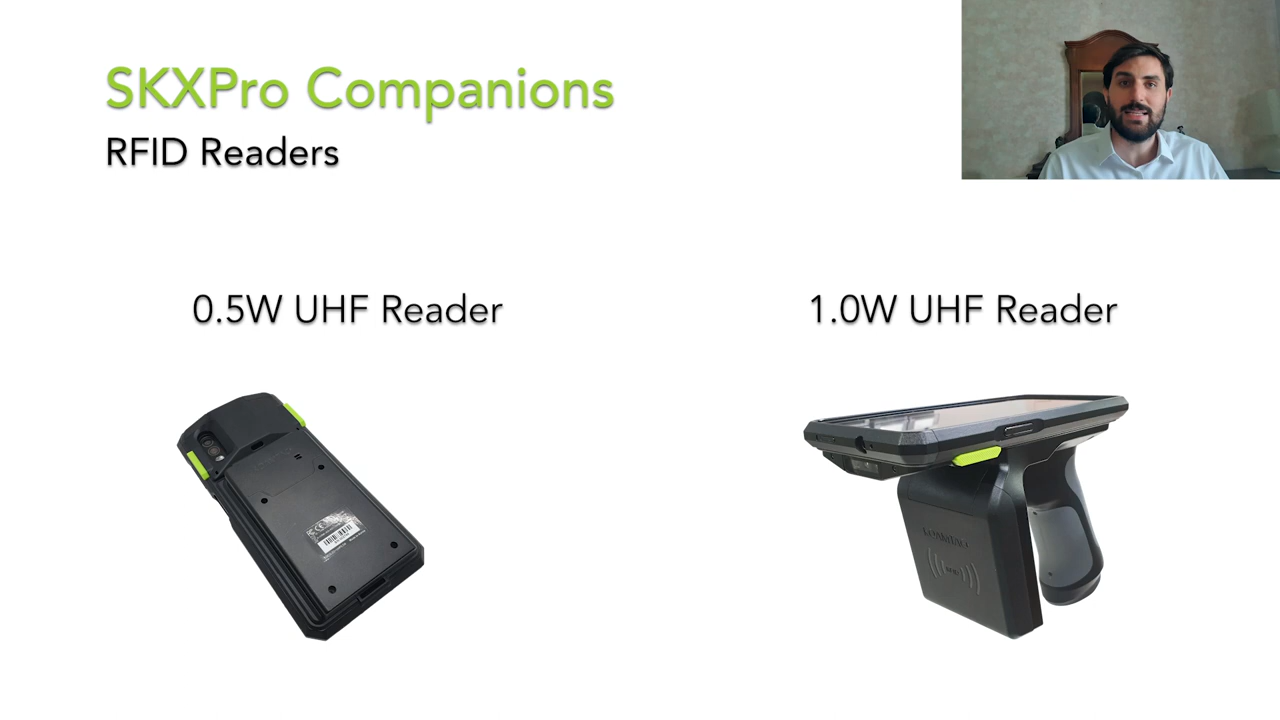 SKXPro Companions
RFID Readers
0.5W UHF Reader
1.0W UHF Reader